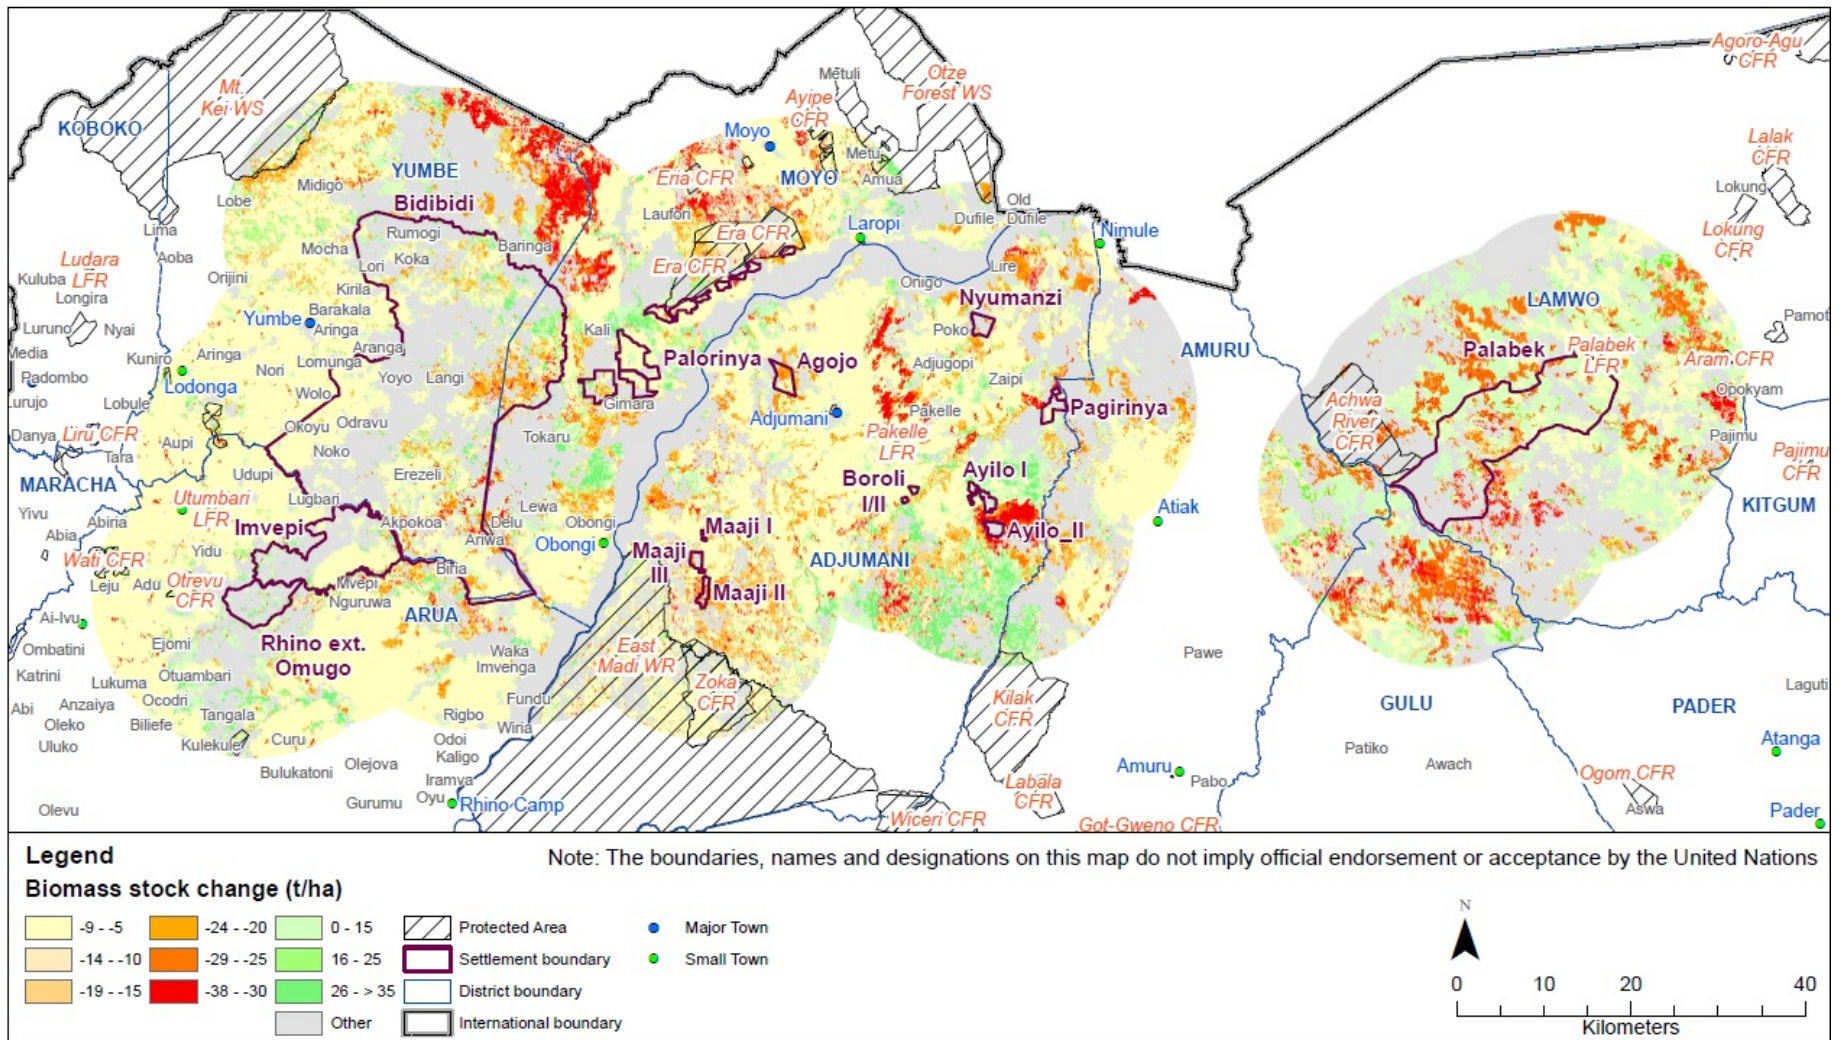 Agoro-Agu
CFR
Metuli
Otze
Forest WS
Mt.
Kei WS
Ayipe
CFR
KOBOKO
Moyo
Lalak
CFR
Metu
YUMBE
Eria CFR
MOYO
Amua
Midigo
Lokung
Lobe
Bidibidi
Old
Laufori
Dufile
Dufile
Lima
Rumogi
Era CFR
Laropi
Nimule
Lokung
CFR
Mocha
Baringa
Aoba
Koka
Ludara
LFR
Lori
Era CFR
Lire
Kuluba
Orijini
Onigo
Longira
Kirila
Nyumanzi
LAMWO
Barakala
Yumbe
Luruno
Nyai
Aringa
Kali
Poko
Pamot
Media
Kuniro
Aringa
Aranga
Palorinya
Agojo
Adjugopi
AMURU
Palabek
Palabek
LFR
Aram CFR
Lomunga
Padombo
Nori
Yoyo
Langi
Zaipi
Lodonga
Wolo
Opokyam
Lurujo
Lobule
Gimara
Adjumani
Pakelle
Pagirinya
Achwa
River
CFR
Danya
Liru CFR
Aupi
Okoyu
Odravu
Tokaru
Pakelle
LFR
Pajimu
Tara
Noko
Pajimu
CFR
MARACHA
Udupi
Erezeli
Boroli
I/II
Ayilo I
Utumbari
LFR
Lugbari
Lewa
KITGUM
Yivu
Abiria
Imvepi
Akpokoa
Delu
Obongi
Maaji I
Atiak
Abia
Ariwa
Obongi
Ayilo_II
Yidu
Maaji
III
ADJUMANI
Wati CFR
Leju
Adu
Otrevu
CFR
Mvepi
Biria
Maaji II
Nguruwa
Ai-Ivu
ARUA
Ombatini
Ejomi
Rhino ext.
Omugo
Waka
East
Madi WR
Pawe
Katrini
Lukuma
Otuambari
Imvenga
Zoka
CFR
Laguti
Abi
Anzaiya
Ocodri
Fundu
Kilak
CFR
GULU
PADER
Oleko
Biliefe
Tangala
Rigbo
Wiria
Uluko
Kulekule
Curu
Odoi
Patiko
Atanga
Kaligo
Awach
Bulukatoni
Olejova
Iramva
Amuru
Pabo
Ogom CFR
Olevu
Gurumu
Oyu
Rhino Camp
Labala
CFR
Aswa
Wiceri CFR
Got-Gweno CFR
Pader
Legend
Note: The boundaries, names and designations on this map do not imply official endorsement or acceptance by the United Nations
Biomass stock change (t/ha)
-9 - -5
-24 - -20
0 - 15
Protected Area
Major Town
-14 - -10
-29 - -25
16 - 25
Settlement boundary
Small Town
-19 - -15
-38 - -30
26 - > 35
District boundary
Other
International boundary
N
0 10 20 40
Kilometers